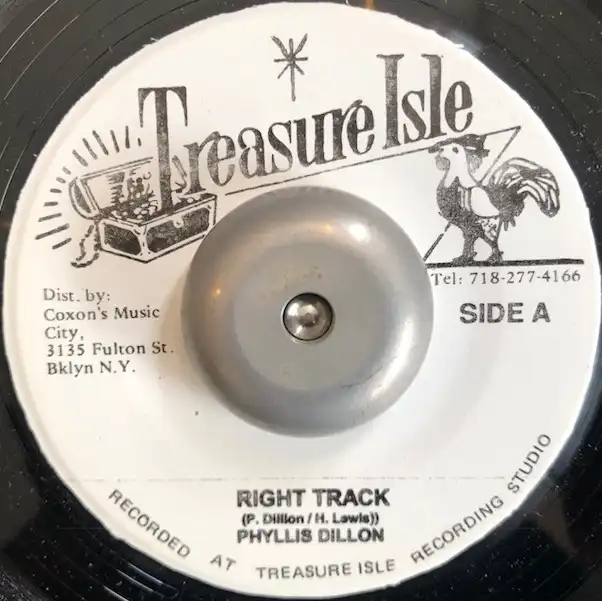 Treasure Isle
Tel: 718-277-4166
SIDE A
Dist. by:
Coxon's Music
City,
3135 Fulton St.
Bklyn N.Y.
RIGHT TRACK
(P. Dillion / H. Lewis))
PHYLLIS DILLON
RECORDED AT TREASURE ISLE RECORDING STUDIO